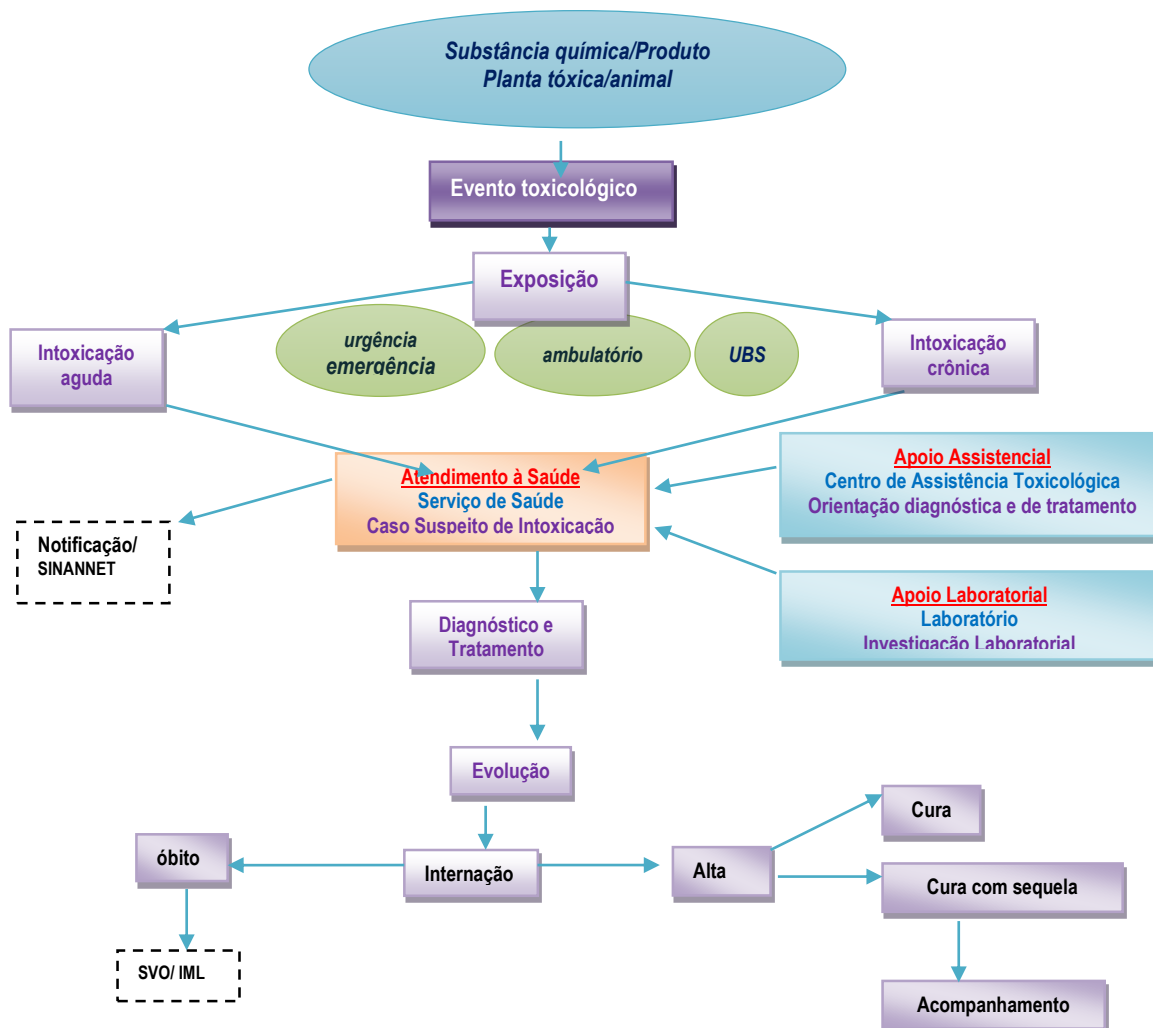 Substância química/Produto
Planta tóxica/animal
Evento toxicológico
Exposição
urgência
emergência
ambulatório
UBS
Intoxicação
aguda
Intoxicação
crônica
Atendimento à Saúde
Serviço de Saúde
Caso Suspeito de Intoxicação
Apoio Assistencial
Centro de Assistência Toxicológica
Orientação diagnóstica e de tratamento
Notificação/
SINANNET
Apoio Laboratorial
Laboratório
Investigação Laboratorial
Diagnóstico e
Tratamento
Evolução
Cura
óbito
Internação
Alta
Cura com sequela
SVO/ IML
Acompanhamento